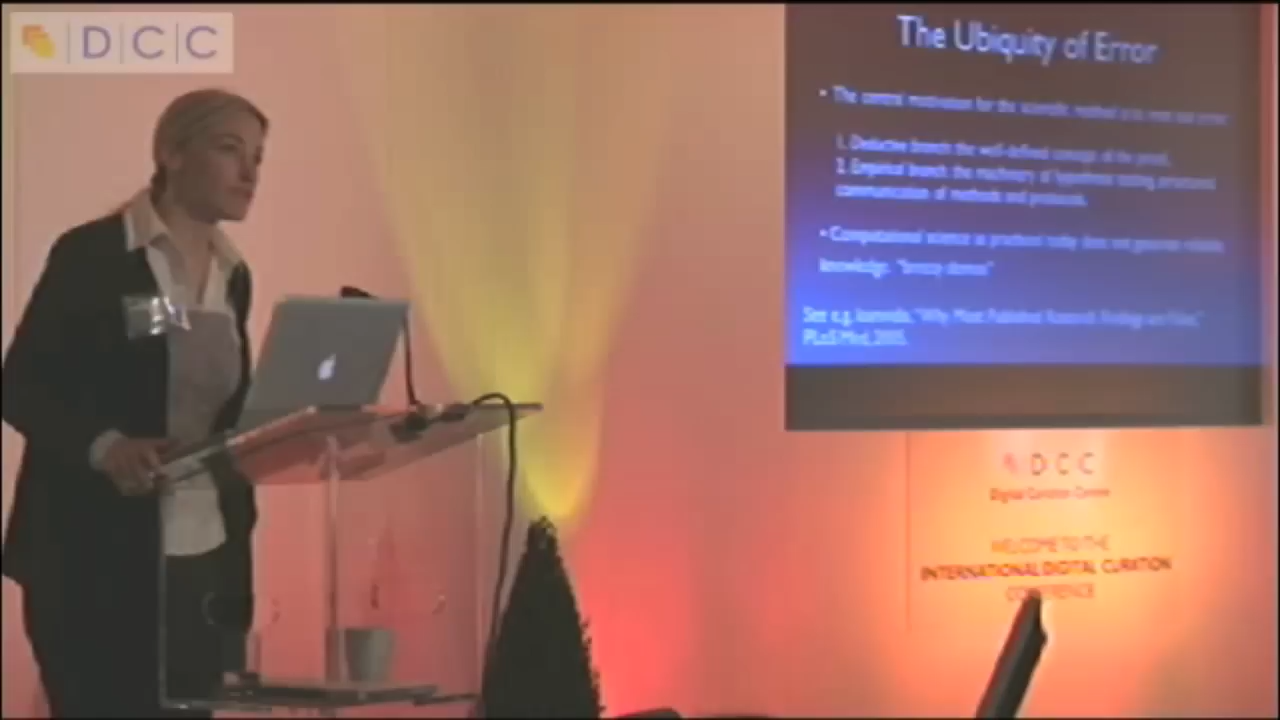 DCC
The Ubiquity of Error
• The central motivation for the scientific method is to root out error:
1. Deductive branch: the well-defined concept of the proof,
2. Empirical branch: the machinery of hypothesis testing, structured
communication of methods and protocols.
• Computational science as practiced today does not generate reliable
knowledge. "breezy demos"
See e.g. Ioannidis, "Why Most Published Research Findings are False,"
PLoS Med, 2005.
DCC
Digital Curation Centre
WELCOME TO THE
INTERNATIONAL DIGITAL CURATION
CONFERENCE